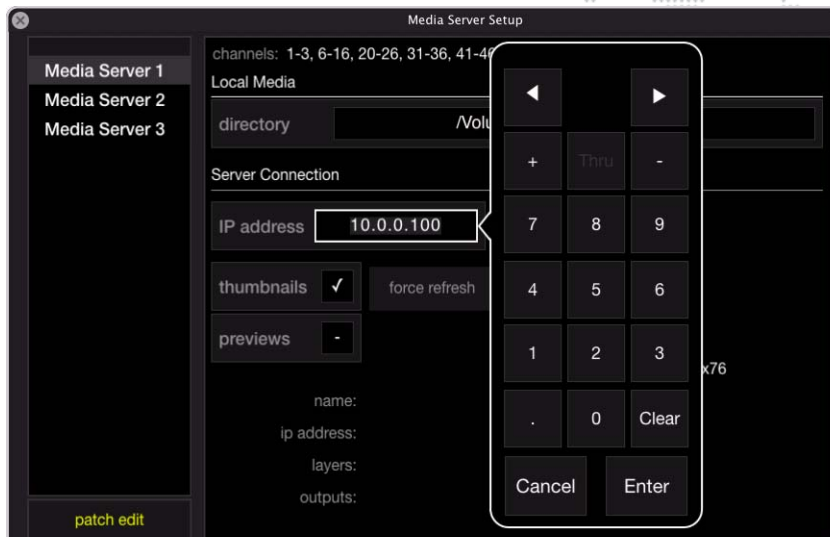 Media Server Setup
Media Server 1
Media Server 2
Media Server 3
patch edit
channels: 1-3, 6-16, 20-26, 31-36, 41-46
Local Media
directory
Server Connection
IP address 10.0.0.100
thumbnails ✓ force refresh
previews -
x76
name:
ip address:
layers:
outputs:
+ Thru -
7 8 9
4 5 6
1 2 3
. 0 Clear
Cancel Enter